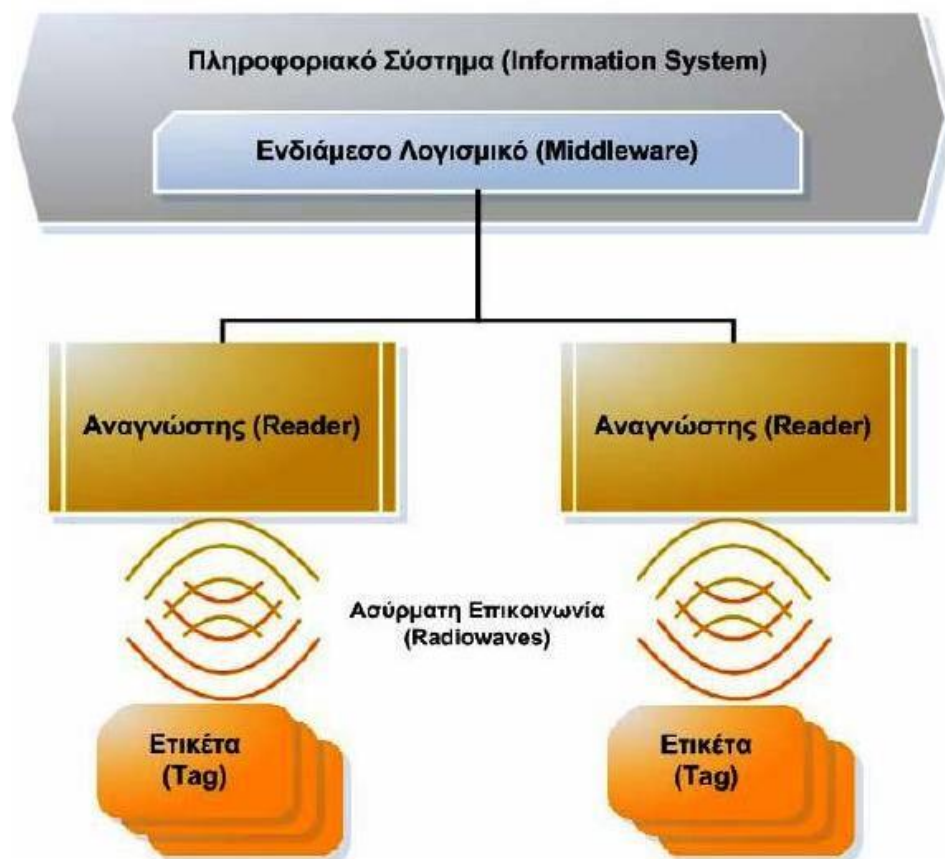 Πληροφοριακό Σύστημα (Information System)
Ενδιάμεσο Λογισμικό (Middleware)
Αναγνώστης (Reader)
Αναγνώστης (Reader)
Ασύρματη Επικοινωνία
(Radiowaves)
Ετικέτα
(Tag)
Ετικέτα
(Tag)